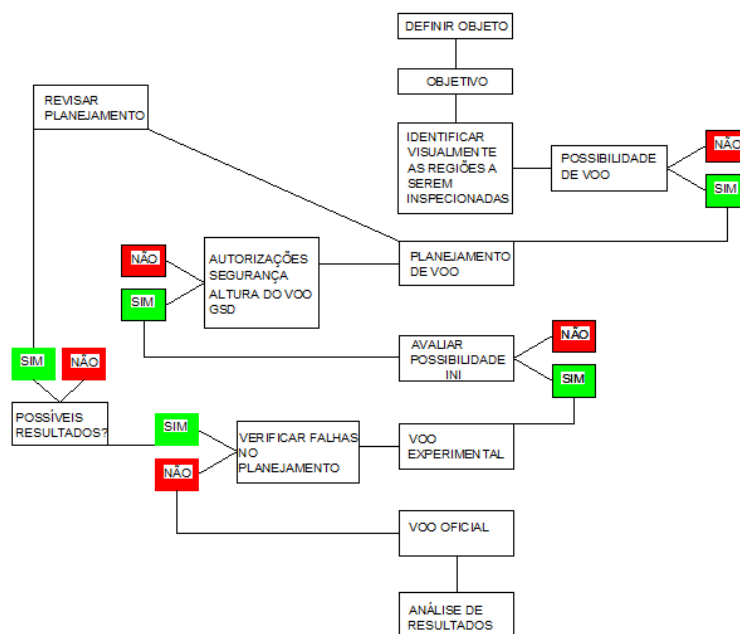 DEFINIR OBJETO
OBJETIVO
IDENTIFICAR
VISUALMENTE
AS REGIÕES A
SEREM
INSPECIONADAS
POSSIBILIDADE
DE VOO
NÃO
SIM
REVISAR
PLANEJAMENTO
PLANEJAMENTO
DE VOO
AUTORIZAÇÕES
SEGURANÇA
ALTURA DO VOO
GSD
NÃO
SIM
AVALIAR
POSSIBILIDADE
INI
NÃO
SIM
VOO
EXPERIMENTAL
VERIFICAR FALHAS
NO
PLANEJAMENTO
SIM
NÃO
POSSÍVEIS
RESULTADOS?
SIM
NÃO
VOO OFICIAL
ANÁLISE DE
RESULTADOS